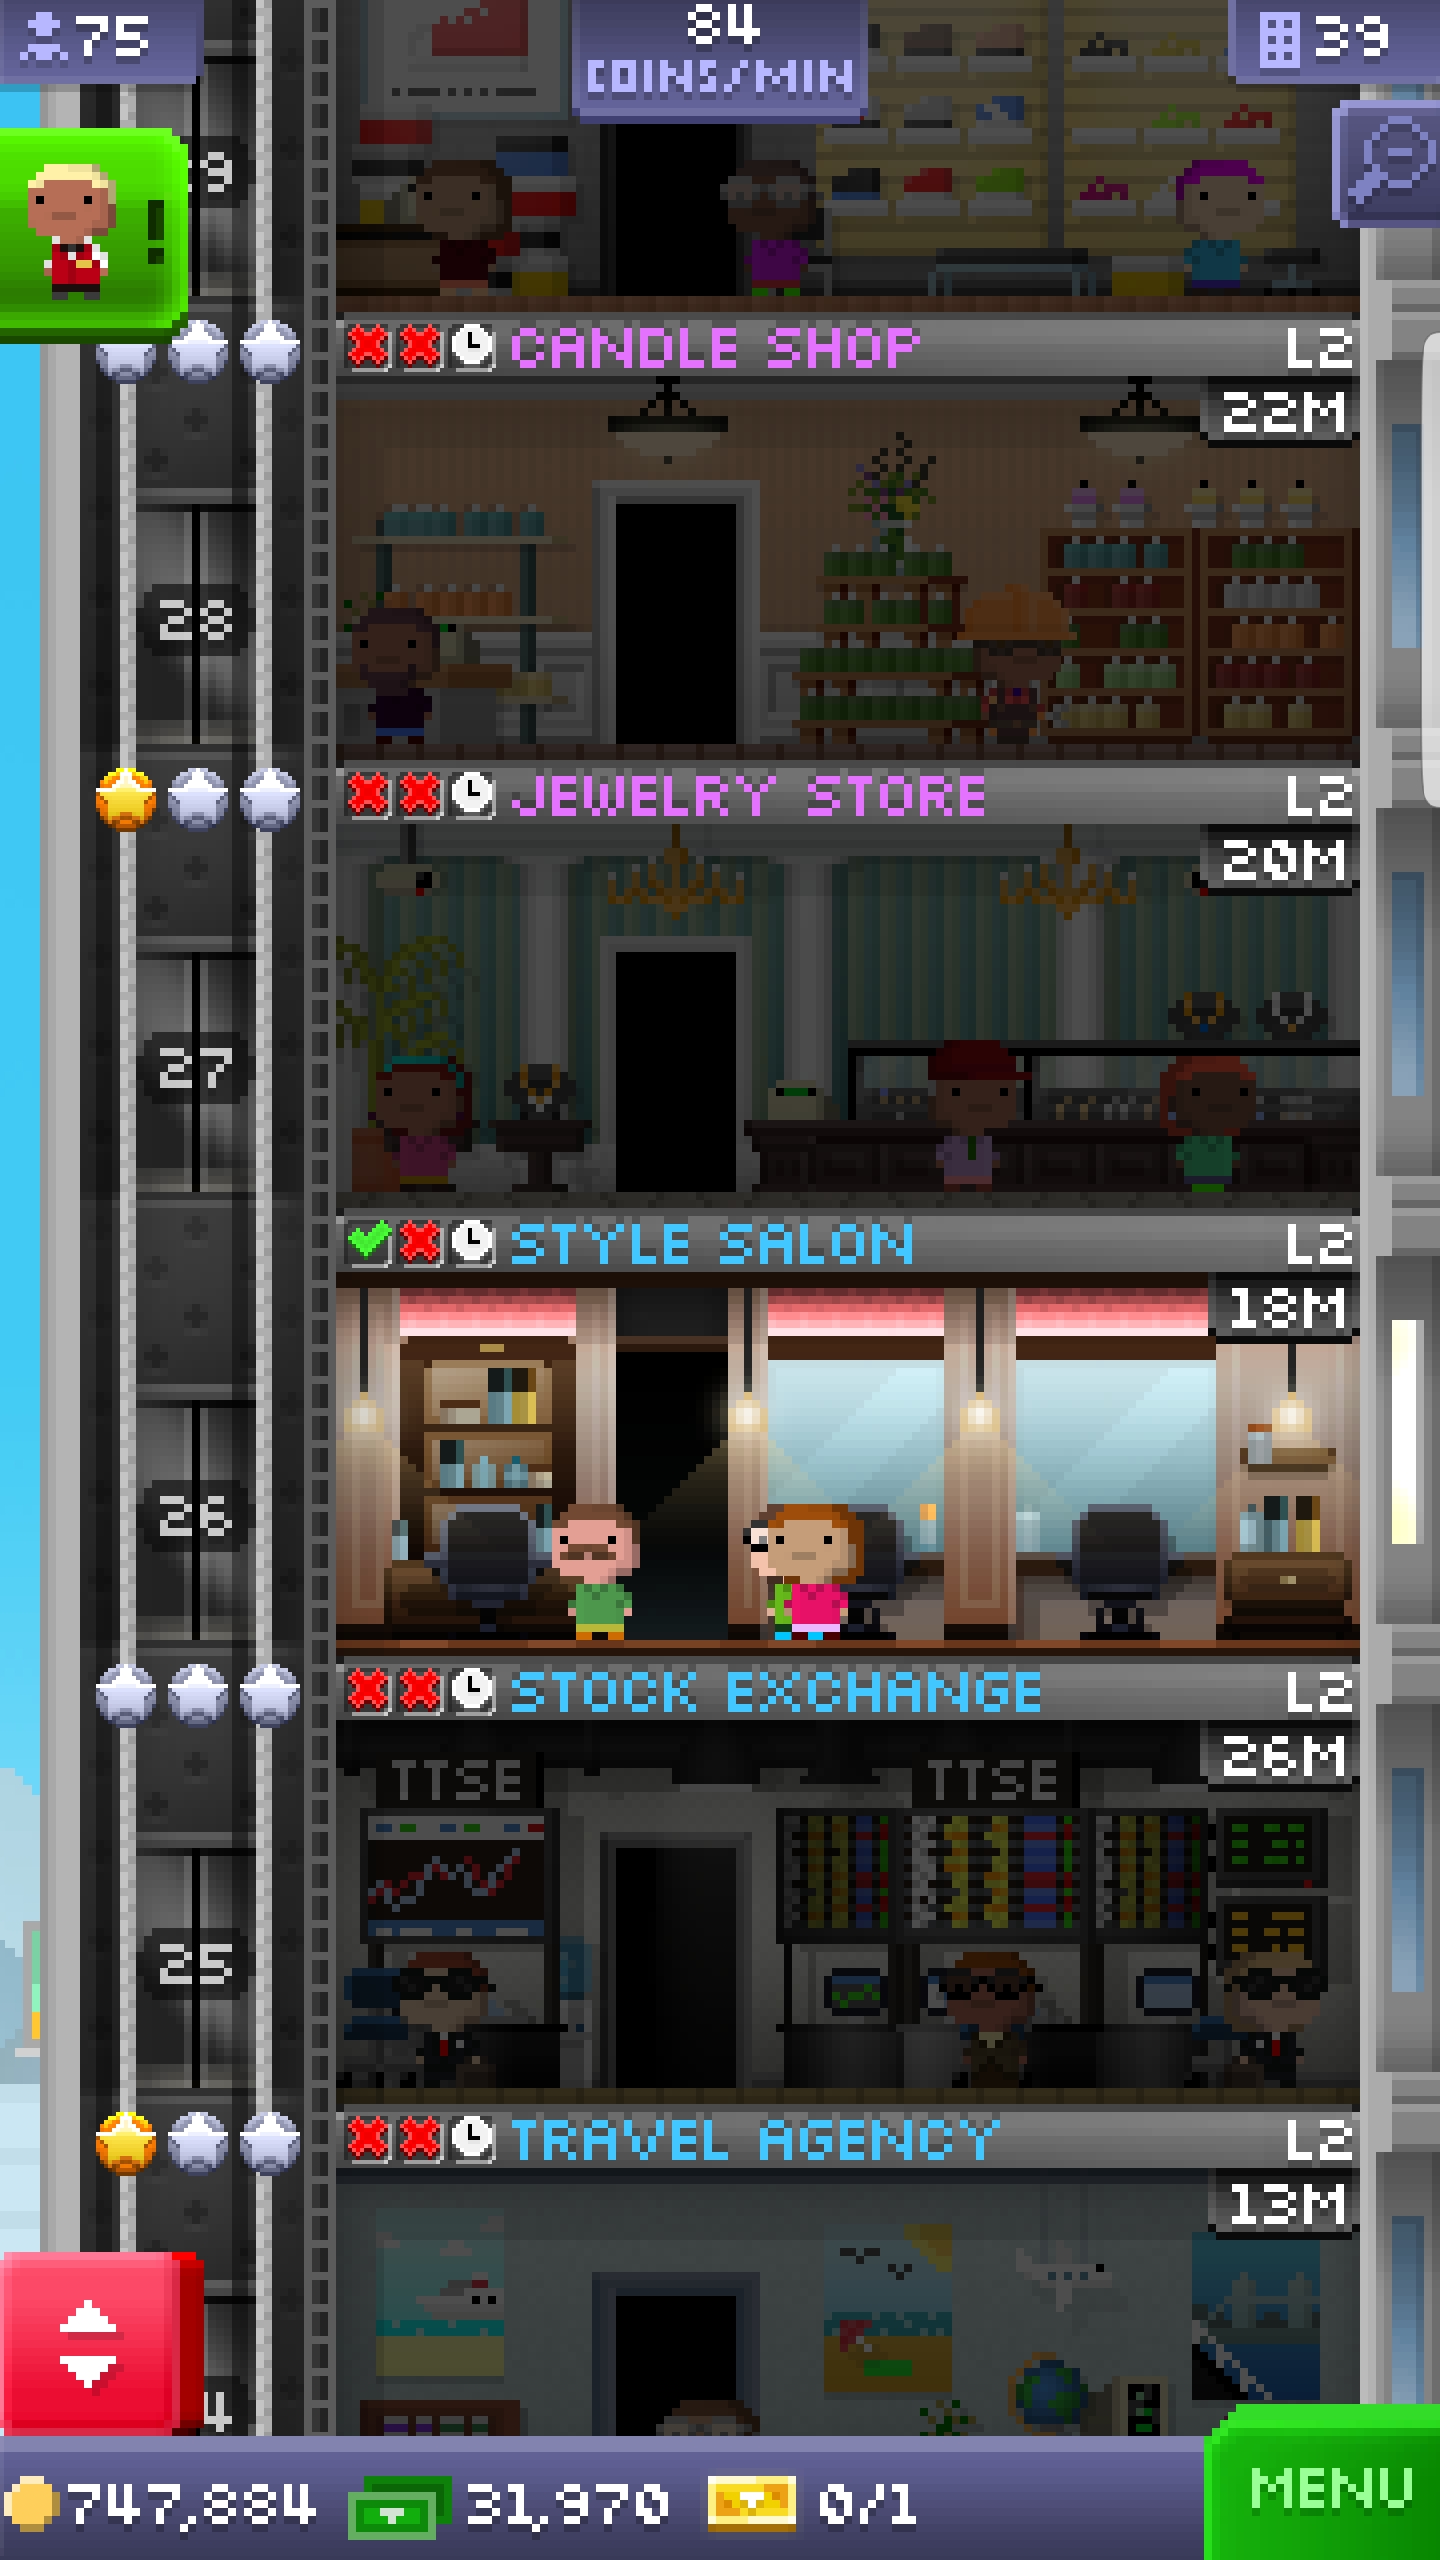 75
84
COINS/MIN
39
!
9
CANDLE SHOP L2
22M
28
JEWELRY STORE L2
20M
27
STYLE SALON L2
18M
26
STOCK EXCHANGE L2
26M
TTSE TTSE
25
TRAVEL AGENCY L2
13M
4
747,884 31,970 0/1 MENU